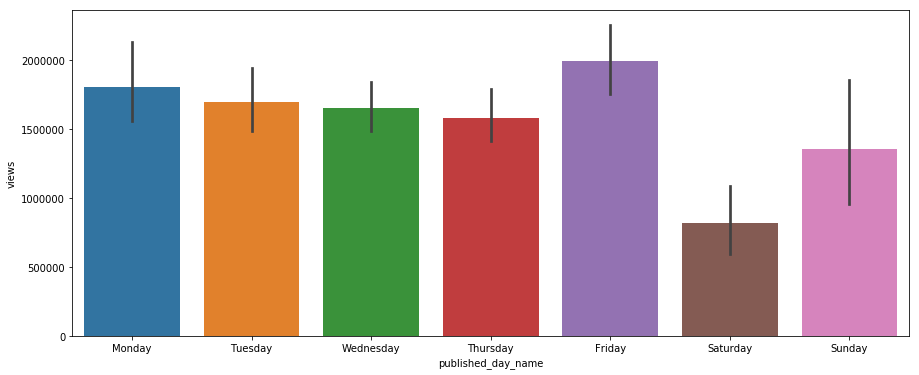 views
2000000
1500000
1000000
500000
0
Monday Tuesday Wednesday Thursday Friday Saturday Sunday
published_day_name